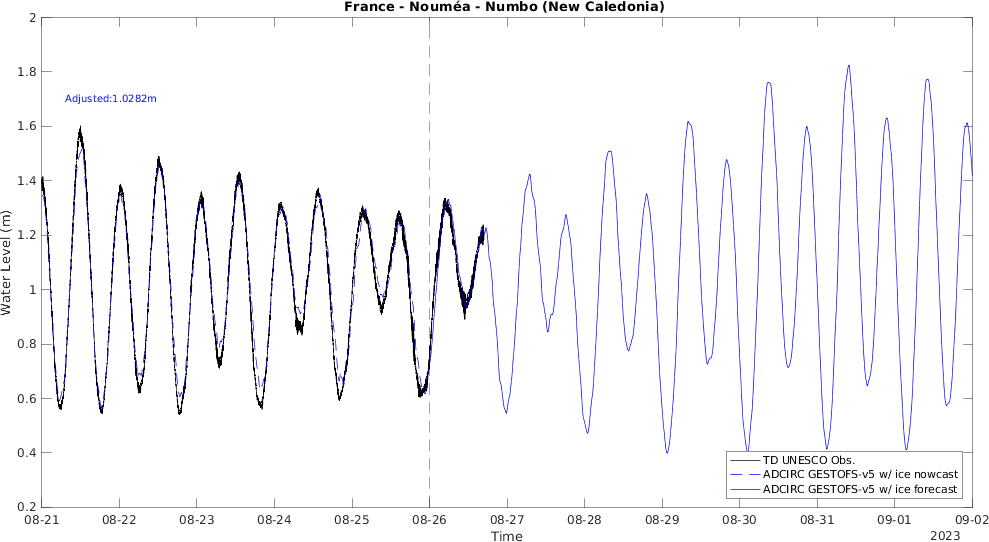 France - Nouméa - Numbo (New Caledonia)
Water Level (m)
2
1.8
1.6
1.4
1.2
1
0.8
0.6
0.4
0.2
Adjusted:1.0282m
TD UNESCO Obs.
ADCIRC GESTOFS-v5 w/ ice nowcast
ADCIRC GESTOFS-v5 w/ ice forecast
08-21 08-22 08-23 08-24 08-25 08-26 08-27 08-28 08-29 08-30 08-31 09-01 09-02
Time
2023